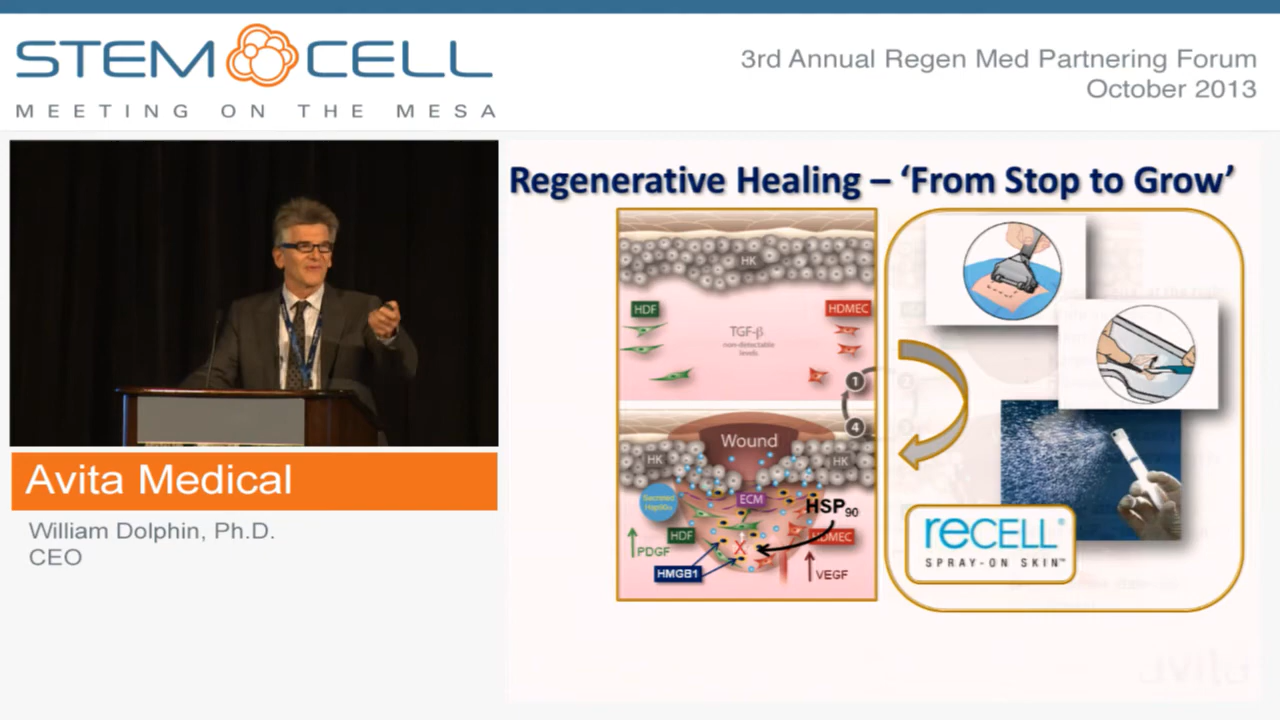 STEM CELL
MEETING ON THE MESA
3rd Annual Regen Med Partnering Forum
October 2013
Avita Medical
William Dolphin, Ph.D.
CEO
Regenerative Healing – ‘From Stop to Grow’
HK
HDF
HDMEC
TGF-β
non-detectable
levels
1
4
Wound
HK
HK
Secreted
Hsp90α
ECM
HSP90
HDF
HDMEC
X
PDGF
HMGB1
VEGF
reCELL®
SPRAY-ON SKIN™